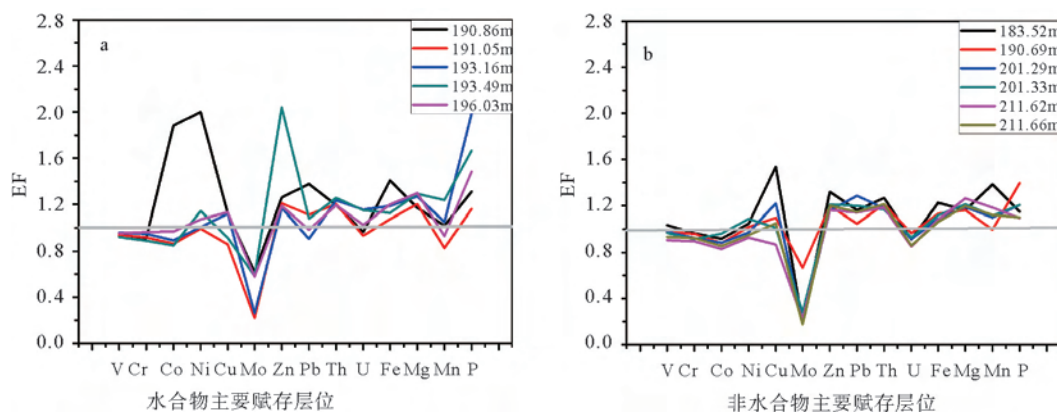 a
2.8
2.4
2.0
1.6
1.2
0.8
0.4
0.0
EF
190.86m
191.05m
193.16m
193.49m
196.03m
V Cr Co Ni Cu Mo Zn Pb Th U Fe Mg Mn P
水合物主要赋存层位
b
2.8
2.4
2.0
1.6
1.2
0.8
0.4
0.0
EF
183.52m
190.69m
201.29m
201.33m
211.62m
211.66m
V Cr Co Ni Cu Mo Zn Pb Th U Fe Mg Mn P
非水合物主要赋存层位